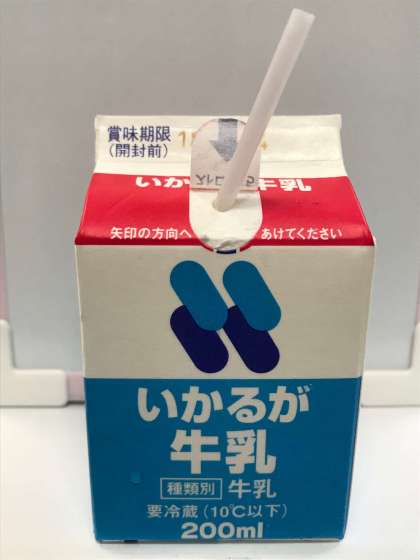 賞味期限
(開封前)
いか 牛乳
矢印の方向へ あけてください
いかるが
牛乳
種類別 牛乳
要冷蔵(10℃以下)
200ml